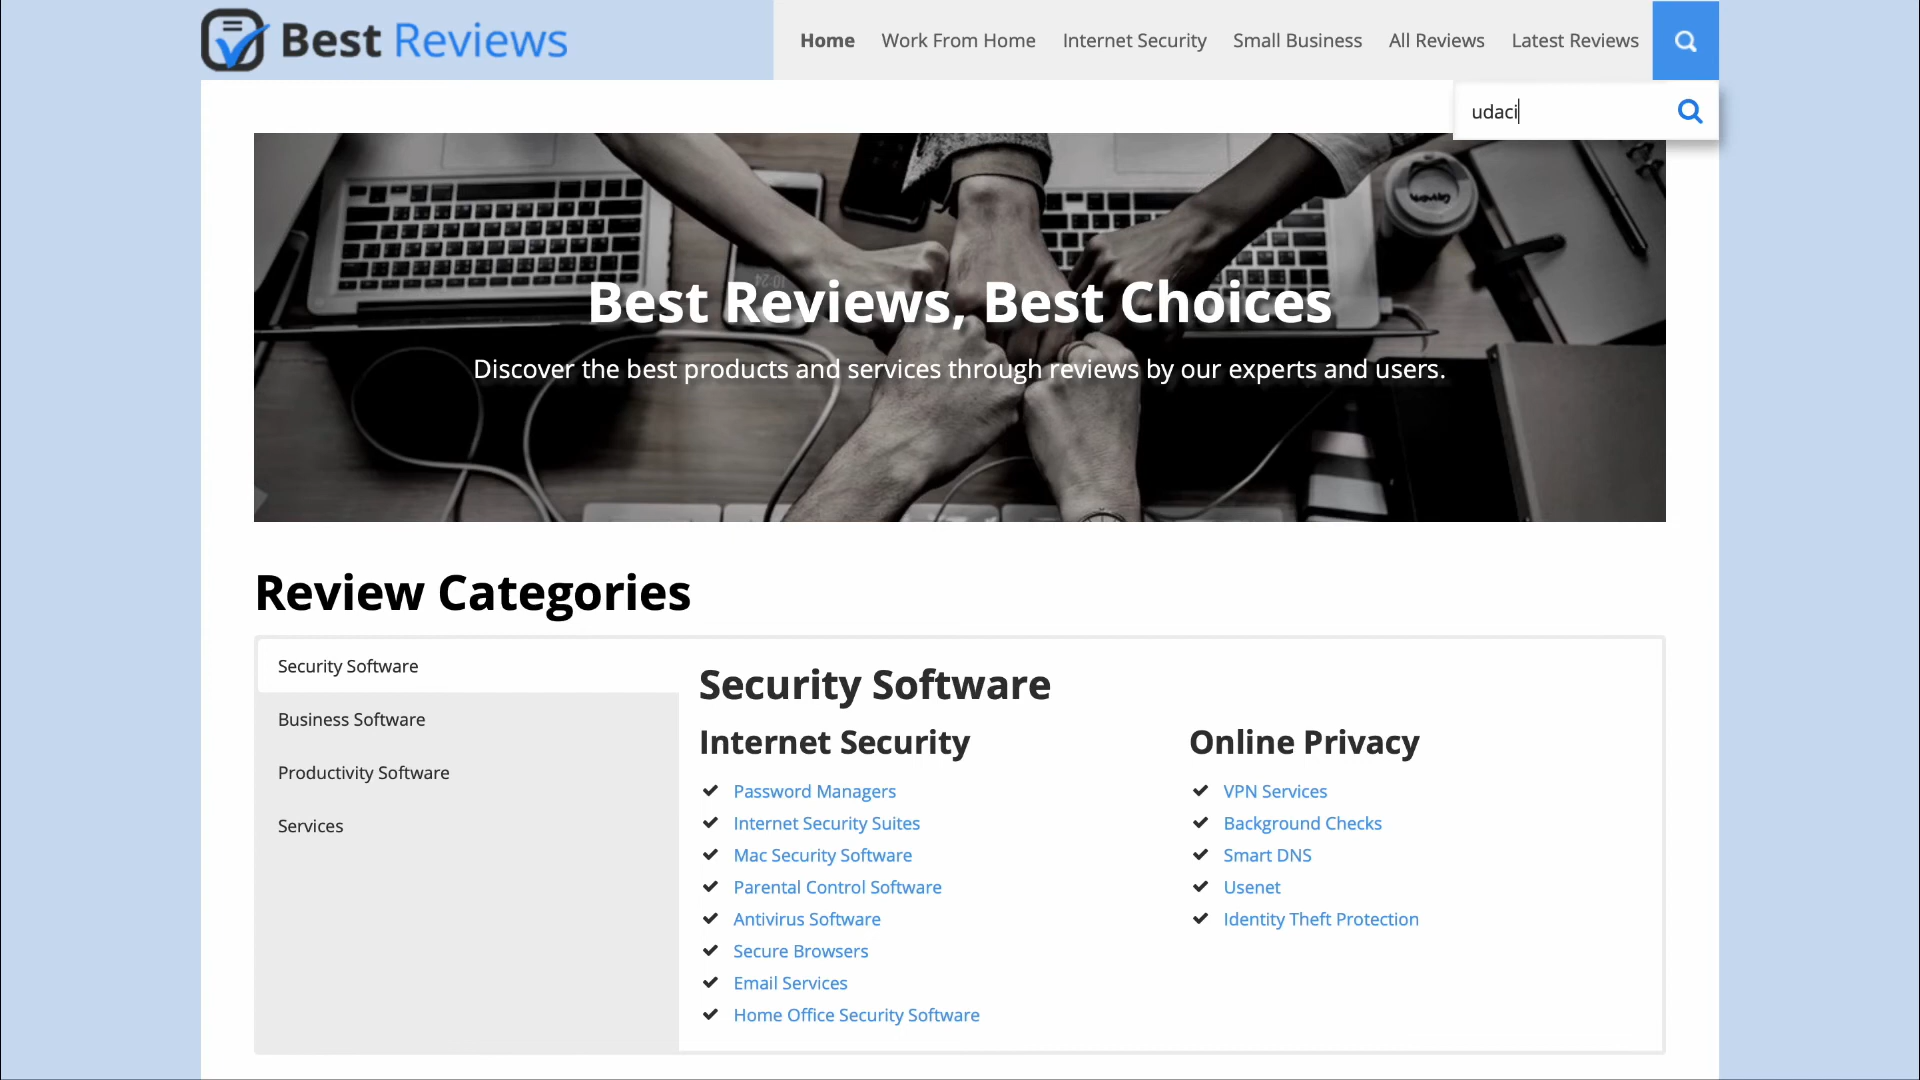 Best Reviews
Home Work From Home Internet Security Small Business All Reviews Latest Reviews
udaci
Best Reviews, Best Choices
Discover the best products and services through reviews by our experts and users.
Review Categories
Security Software
Business Software
Productivity Software
Services
Security Software
Internet Security
Password Managers
Internet Security Suites
Mac Security Software
Parental Control Software
Antivirus Software
Secure Browsers
Email Services
Home Office Security Software
Online Privacy
VPN Services
Background Checks
Smart DNS
Usenet
Identity Theft Protection